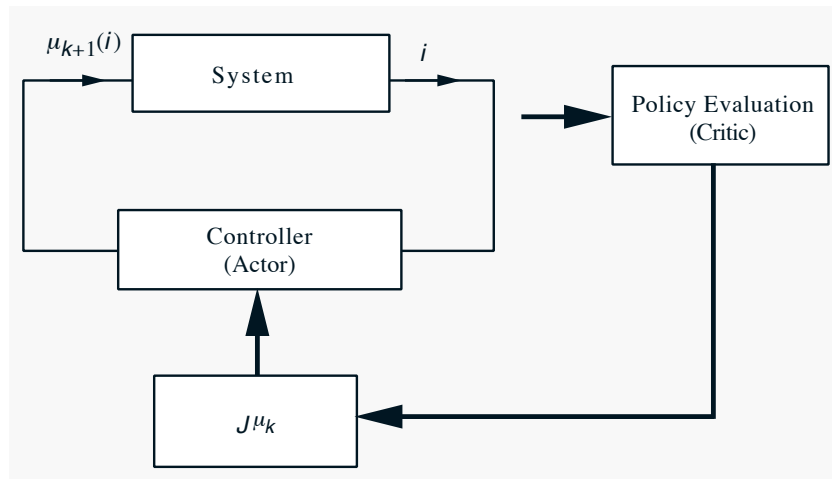 μk+1(i)
System
i
Policy Evaluation
(Critic)
Controller
(Actor)
Jμk